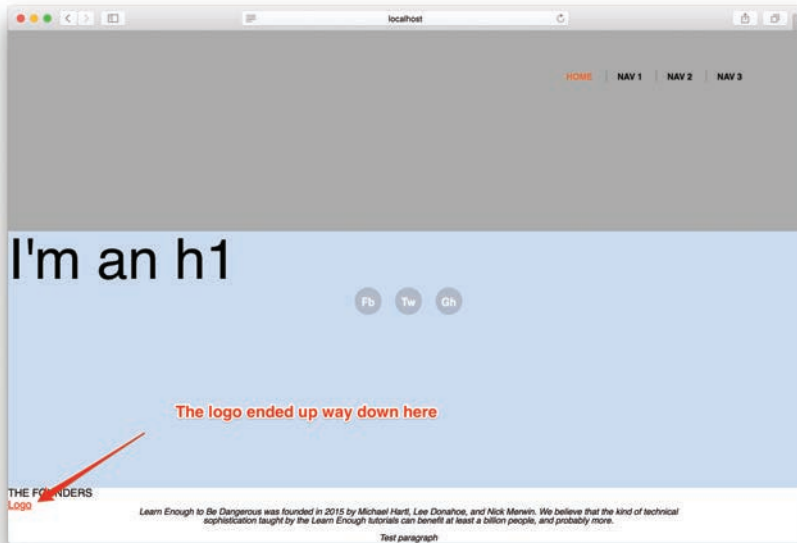 localhost
HOME NAV 1 NAV 2 NAV 3
I'm an h1
Fb Tw Gh
The logo ended up way down here
THE FOUNDERS
Logo
Learn Enough to Be Dangerous was founded in 2015 by Michael Hartl, Lee Donahoe, and Nick Merwin. We believe that the kind of technical
sophistication taught by the Learn Enough tutorials can benefit at least a billion people, and probably more.
Test paragraph